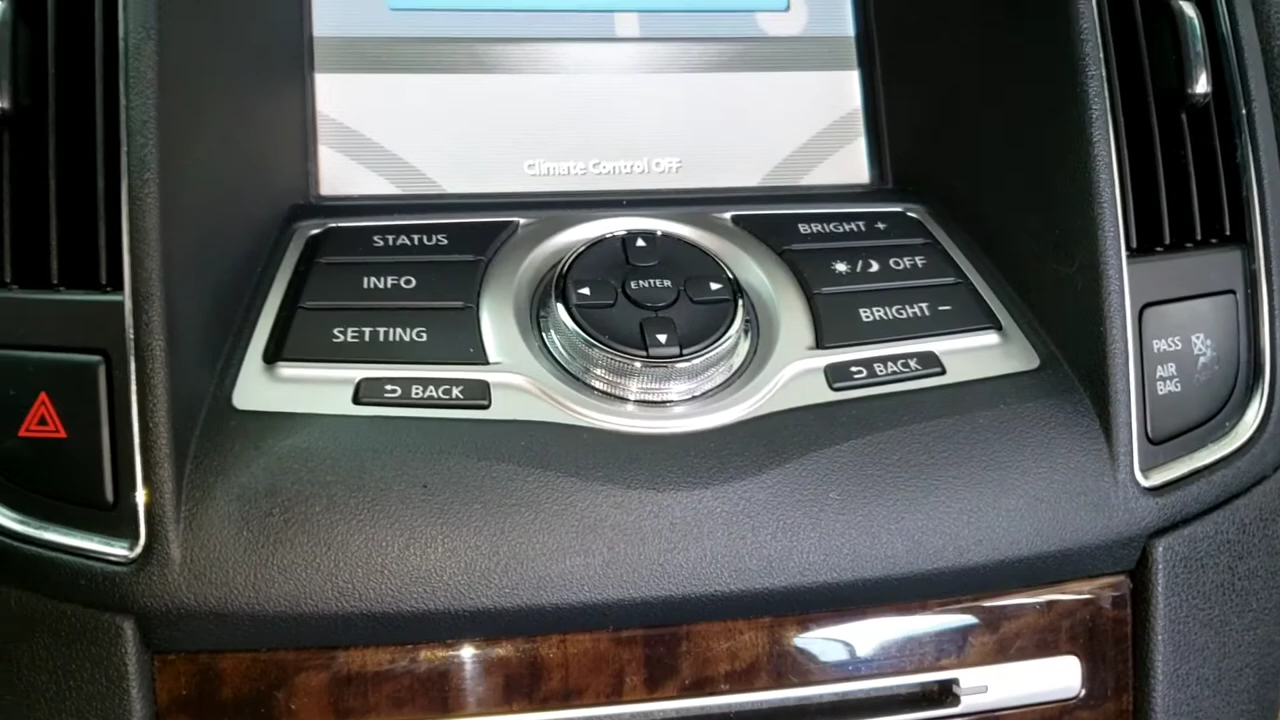 Climate Control OFF
STATUS
INFO
SETTING
BACK
ENTER
BRIGHT +
/ OFF
BRIGHT –
BACK
PASS
AIR
BAG